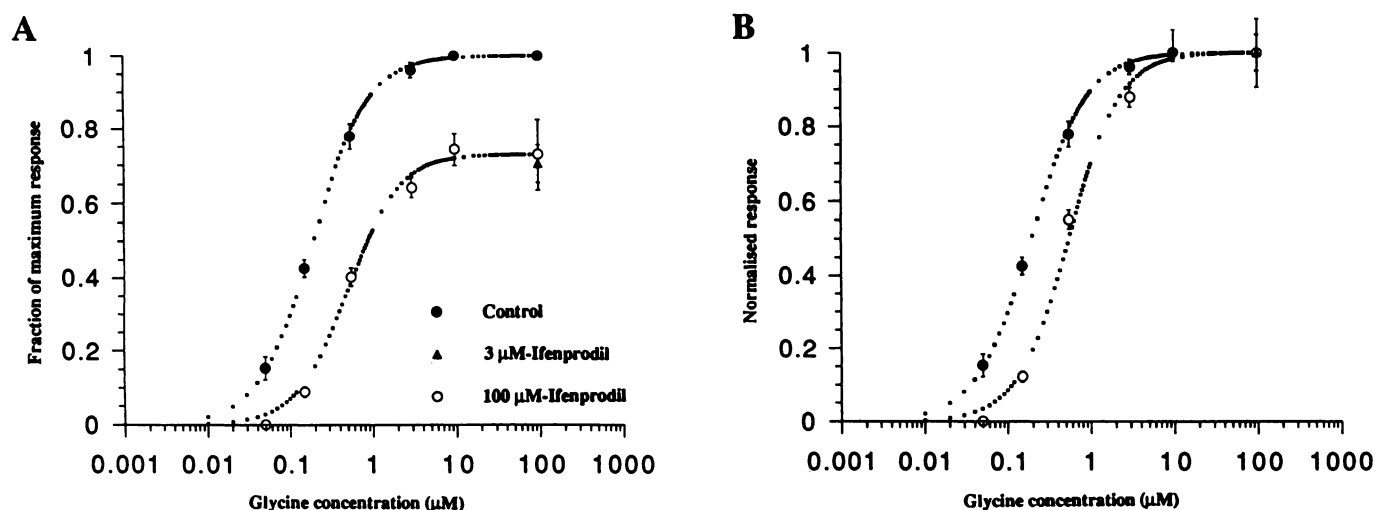 A
Fraction of maximum response
1
0.8
0.6
0.4
0.2
0
0.001 0.01 0.1 1 10 100 1000
Glycine concentration (µM)
Control
3 µM-Ifenprodil
100 µM-Ifenprodil
B
Normalised response
1
0.8
0.6
0.4
0.2
0
0.001 0.01 0.1 1 10 100 1000
Glycine concentration (µM)